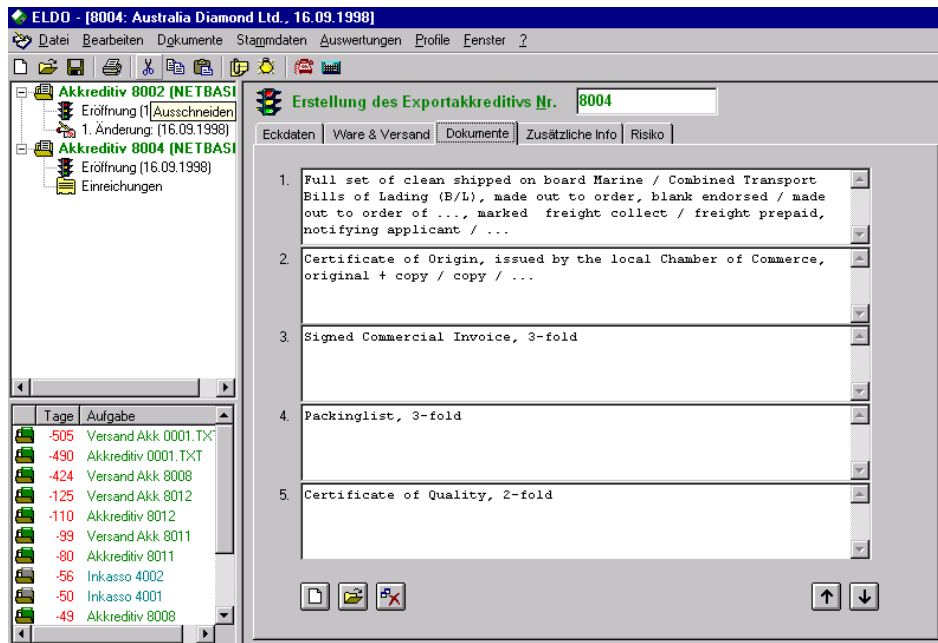 ELDO - [8004: Australia Diamond Ltd., 16.09.1998]
Datei Bearbeiten Dokumente Stammdaten Auswertungen Profile Fenster ?
Akkreditiv 8002 (NETBASI
Eröffnung (1
Ausschneiden
1. Änderung: (16.09.1998)
Akkreditiv 8004 (NETBASI
Eröffnung (16.09.1998)
Einreichungen
Tage Aufgabe
-505 Versand Akk 0001.TXT
-490 Akkreditiv 0001.TXT
-424 Versand Akk 8008
-125 Versand Akk 8012
-110 Akkreditiv 8012
-99 Versand Akk 8011
-80 Akkreditiv 8011
-56 Inkasso 4002
-50 Inkasso 4001
-49 Akkreditiv 8008
Erstellung des Exportakkreditivs Nr. 8004
Eckdaten Ware & Versand Dokumente Zusätzliche Info Risiko
1. Full set of clean shipped on board Marine / Combined Transport
Bills of Lading (B/L), made out to order, blank endorsed / made
out to order of ..., marked freight collect / freight prepaid,
notifying applicant / ...
2. Certificate of Origin, issued by the local Chamber of Commerce,
original + copy / copy / ...
3. Signed Commercial Invoice, 3-fold
4. Packinglist, 3-fold
5. Certificate of Quality, 2-fold